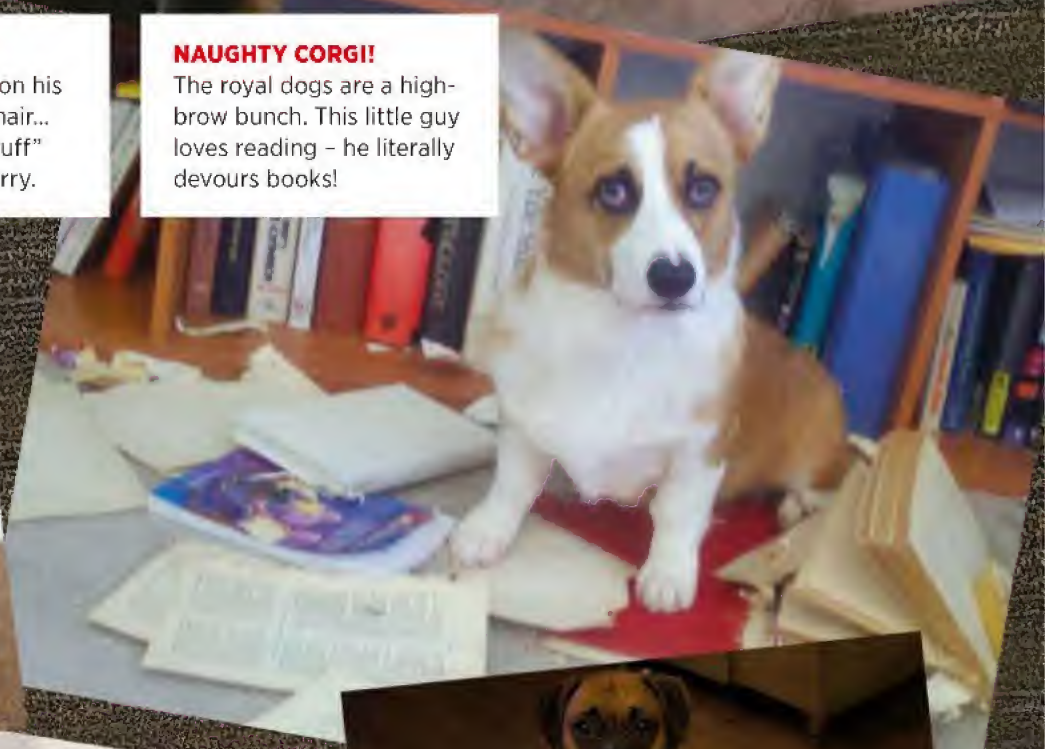 on his
hair...
uff"
rry.
NAUGHTY CORGI!
The royal dogs are a high-
brow bunch. This little guy
loves reading – he literally
devours books!